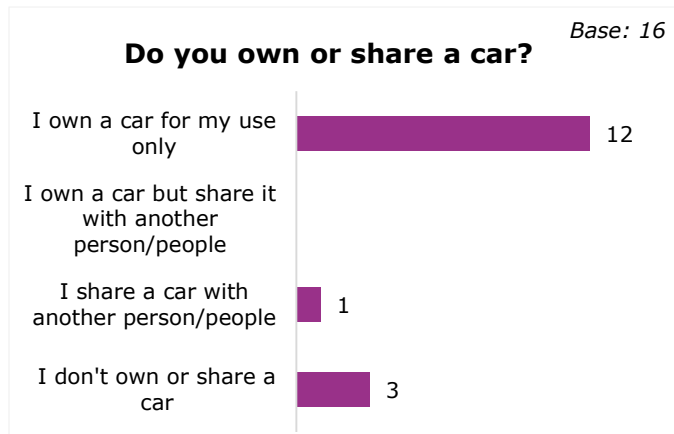 Base: 16
Do you own or share a car?
I own a car for my use
only
12
I own a car but share it
with another
person/people
I share a car with
another person/people
1
I don't own or share a
car
3